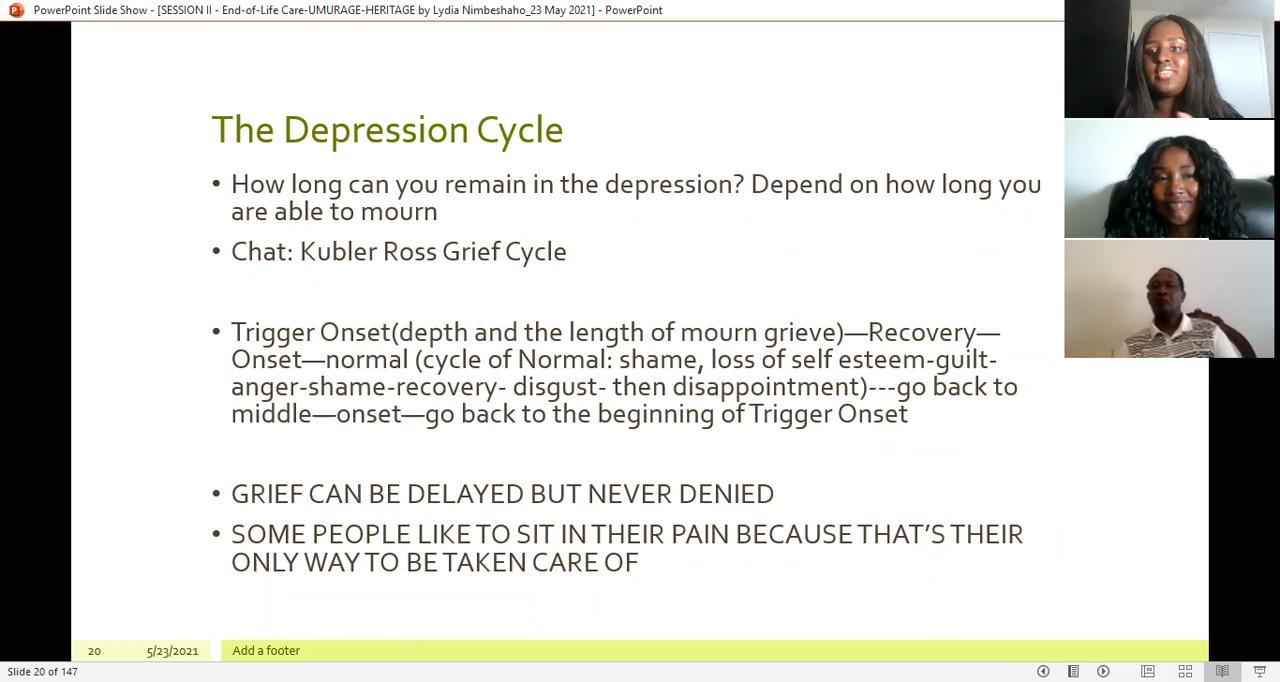 PowerPoint Slide Show - [SESSION II - End-of-Life Care-UMURAGE-HERITAGE by Lydia Nimbeshaho_23 May 2021] - PowerPoint
The Depression Cycle
• How long can you remain in the depression? Depend on how long you
are able to mourn
• Chat: Kubler Ross Grief Cycle
• Trigger Onset(depth and the length of mourn grieve)—Recovery—
Onset—normal (cycle of Normal: shame, loss of self esteem-guilt-
anger-shame-recovery- disgust- then disappointment)---go back to
middle—onset—go back to the beginning of Trigger Onset
• GRIEF CAN BE DELAYED BUT NEVER DENIED
• SOME PEOPLE LIKE TO SIT IN THEIR PAIN BECAUSE THAT’S THEIR
ONLY WAY TO BE TAKEN CARE OF
20 5/23/2021 Add a footer
Slide 20 of 147